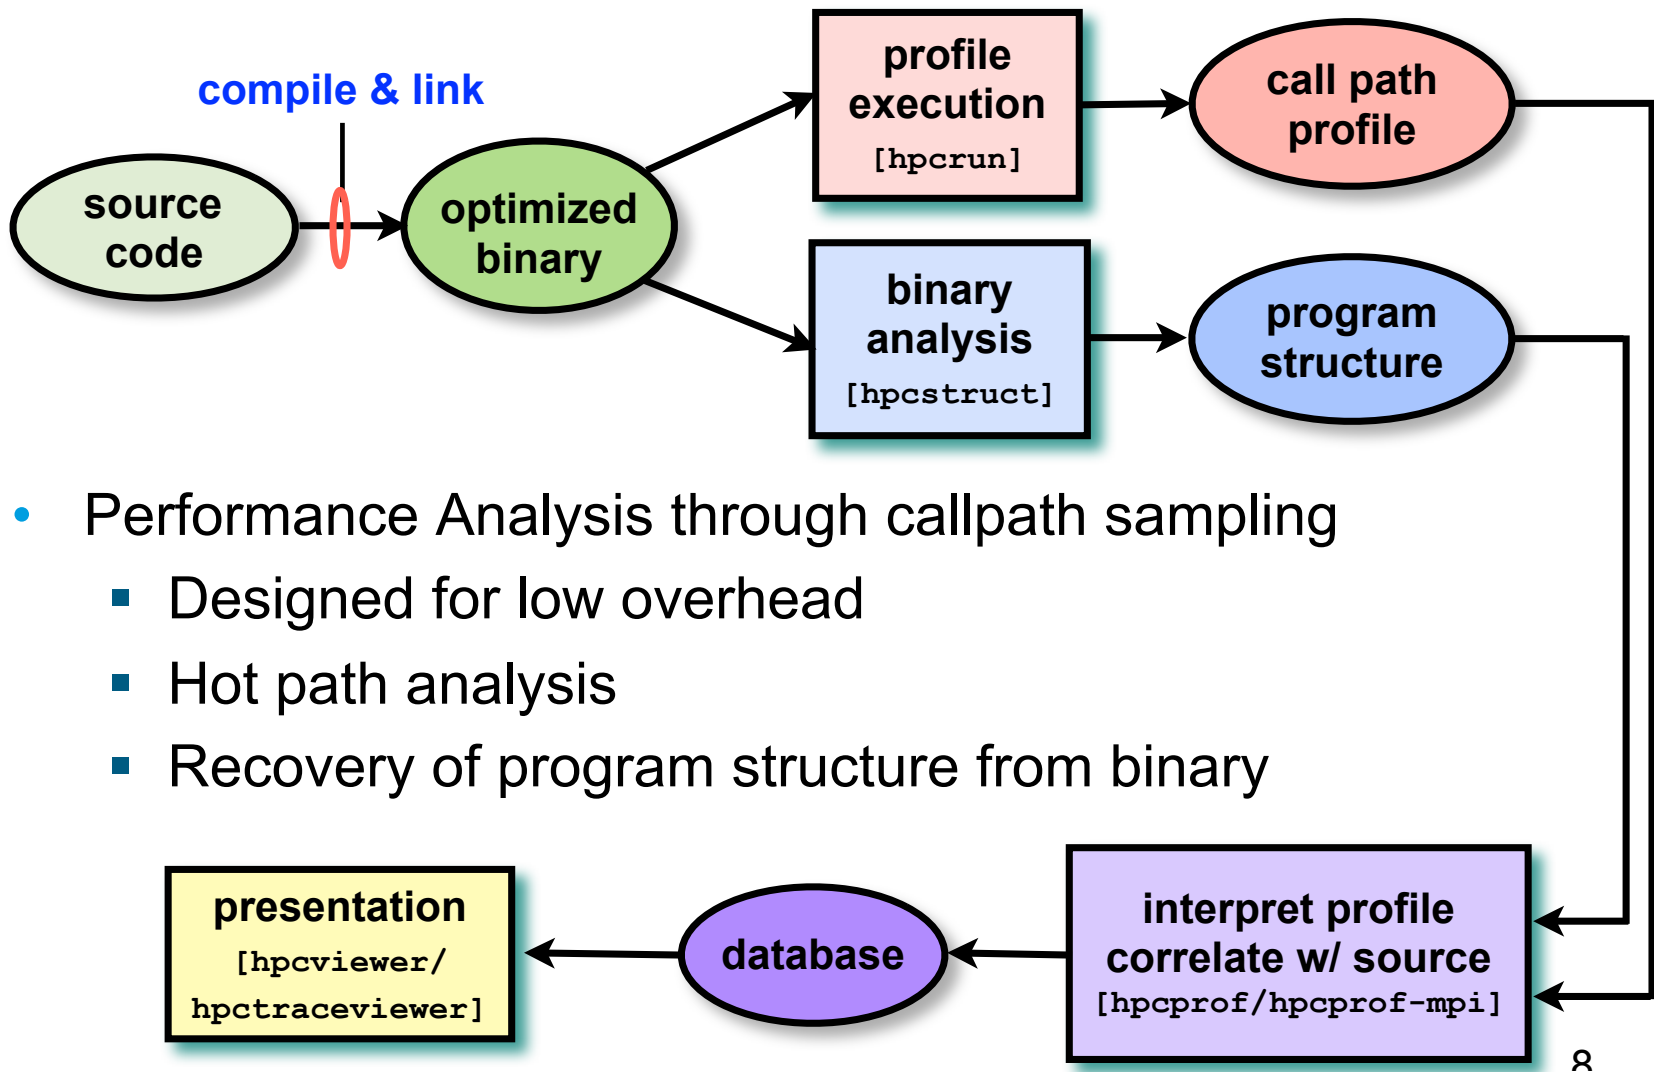 compile & link
source
code
optimized
binary
profile
execution
[hpcrun]
call path
profile
binary
analysis
[hpcstruct]
program
structure
• Performance Analysis through callpath sampling
▪ Designed for low overhead
▪ Hot path analysis
▪ Recovery of program structure from binary
presentation
[hpcviewer/
hpctraceviewer]
database
interpret profile
correlate w/ source
[hpcprof/hpcprof-mpi]
8